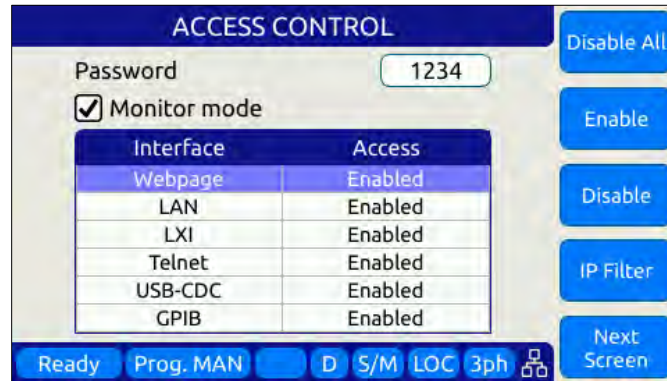 ACCESS CONTROL
Password 1234
Monitor mode
Interface Access
Webpage Enabled
LAN Enabled
LXI Enabled
Telnet Enabled
USB-CDC Enabled
GPIB Enabled
Ready Prog. MAN D S/M LOC 3ph
Disable All
Enable
Disable
IP Filter
Next
Screen